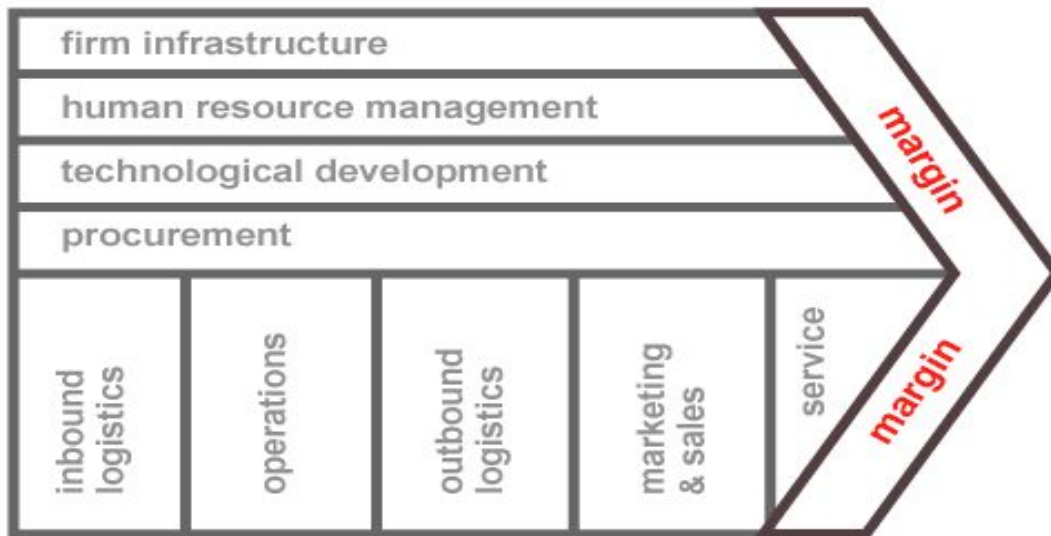 firm infrastructure
human resource management
technological development
procurement
inbound
logistics
operations
outbound
logistics
marketing
& sales
service
margin
margin